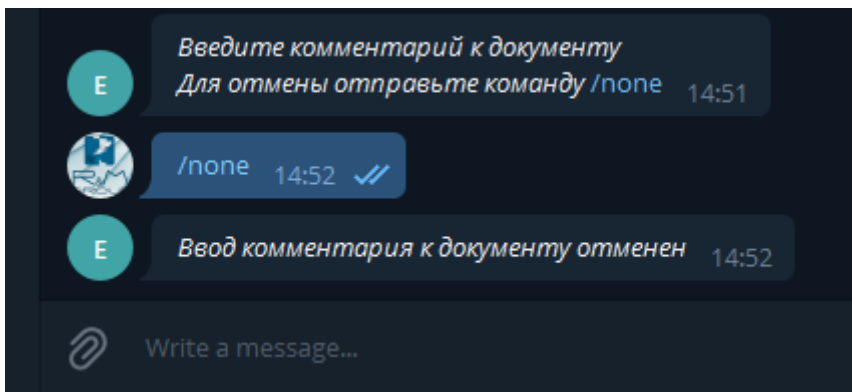 Введите комментарий к документу
Для отмены отправьте команду /none 14:51
E
/none 14:52
Ввод комментария к документу отменен 14:52
E
Write a message...